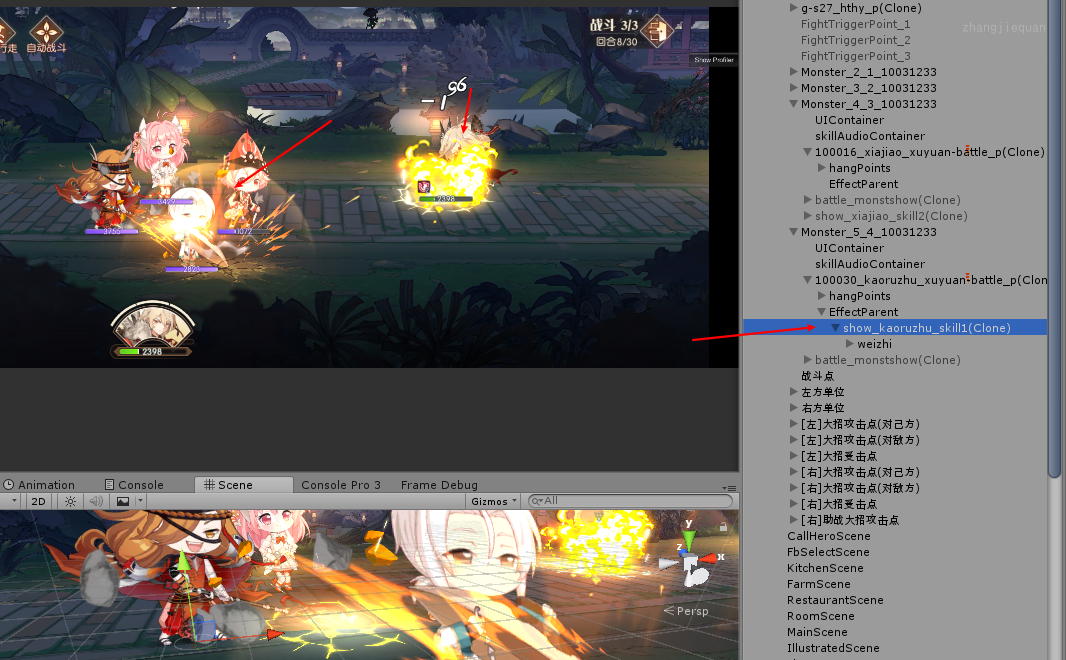 行走
自动战斗
战斗 3/3
回合8/30
Show Profiler
-196
3429
3755
1072
2398
2398
g-s27_hthy_p(Clone)
FightTriggerPoint_1
zhangjiequan
FightTriggerPoint_2
FightTriggerPoint_3
Monster_2_1_10031233
Monster_3_2_10031233
Monster_4_3_10031233
UIContainer
skillAudioContainer
100016_xiajiao_xuyuan-battle_p(Clone)
hangPoints
EffectParent
battle_monstshow(Clone)
show_xiajiao_skill2(Clone)
Monster_5_4_10031233
UIContainer
skillAudioContainer
100030_kaoruzhu_xuyuan-battle_p(Clon
hangPoints
EffectParent
show_kaoruzhu_skill1(Clone)
weizhi
battle_monstshow(Clone)
战斗点
左方单位
右方单位
[左]大招攻击点(对己方)
[左]大招攻击点(对敌方)
[左]大招受击点
[右]大招攻击点(对己方)
[右]大招攻击点(对敌方)
[右]大招受击点
[右]助战大招攻击点
CallHeroScene
FbSelectScene
KitchenScene
FarmScene
RestaurantScene
RoomScene
MainScene
IllustratedScene
Animation
Console
Scene
Console Pro 3
Frame Debug
2D
Gizmos
All
y
z
x
Persp